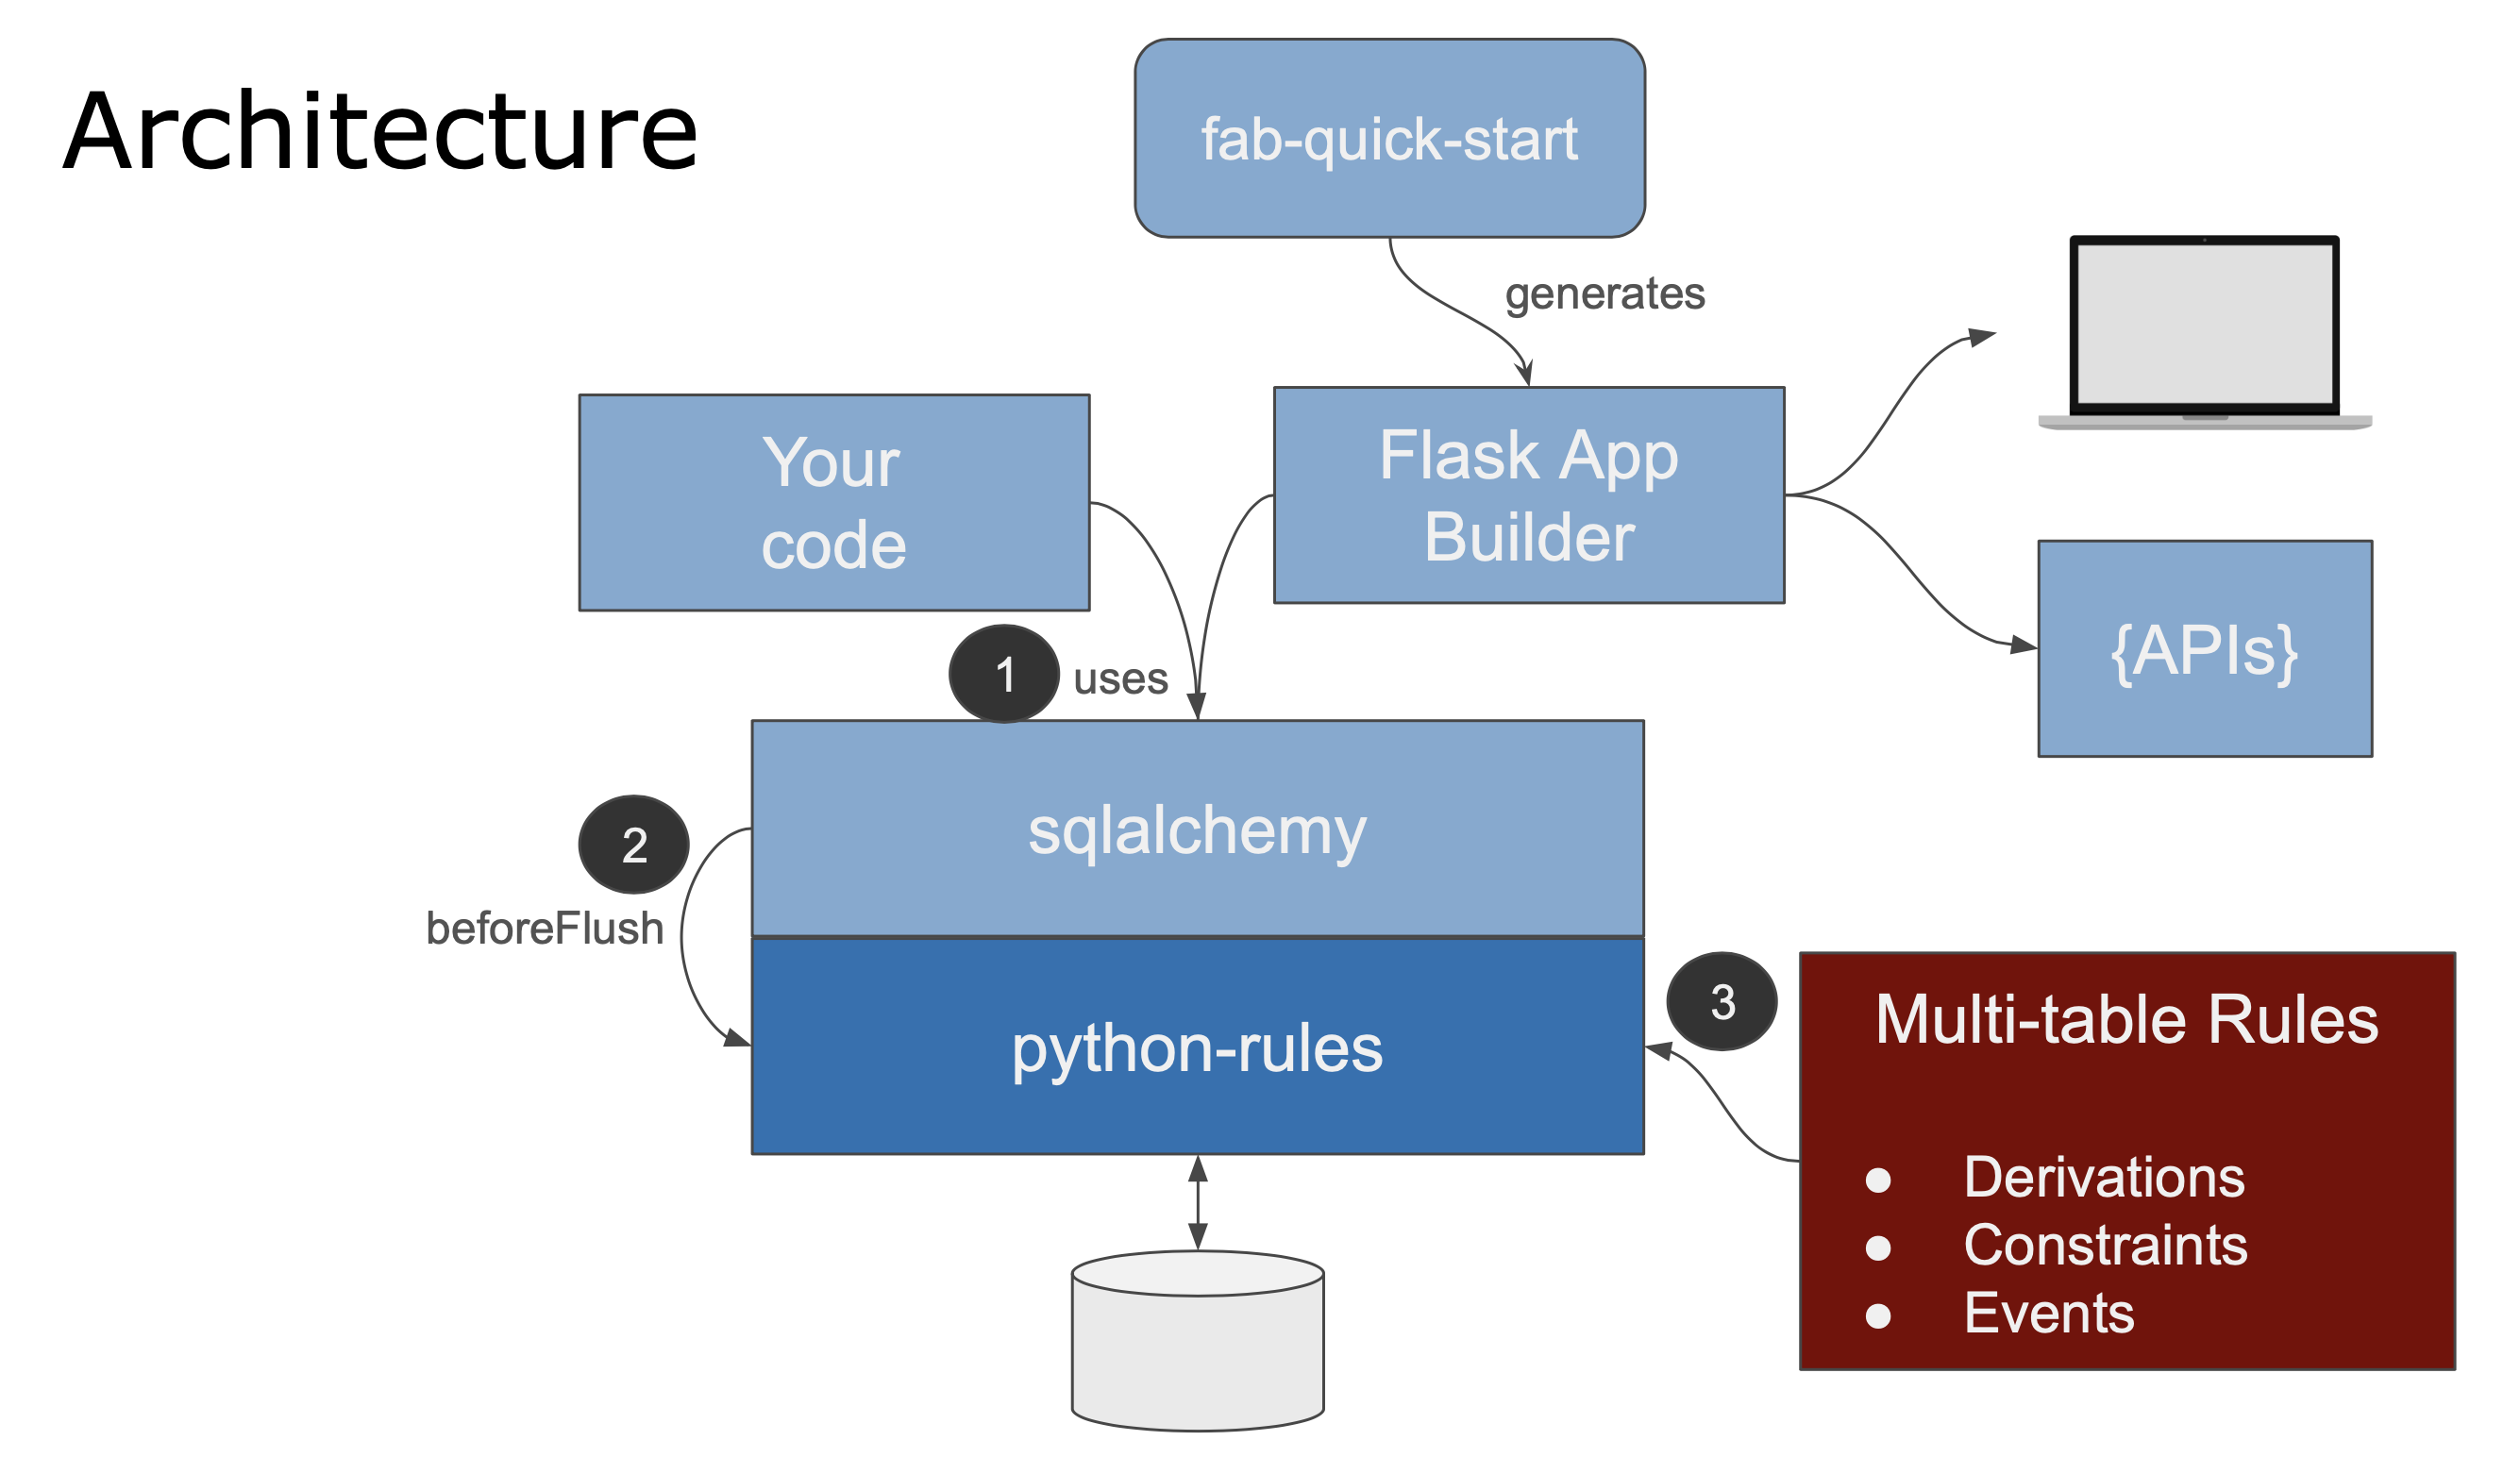 Architecture
fab-quick-start
generates
Your
code
Flask App
Builder
{APIs}
1
uses
sqlalchemy
2
beforeFlush
python-rules
3
Multi-table Rules
● Derivations
● Constraints
● Events